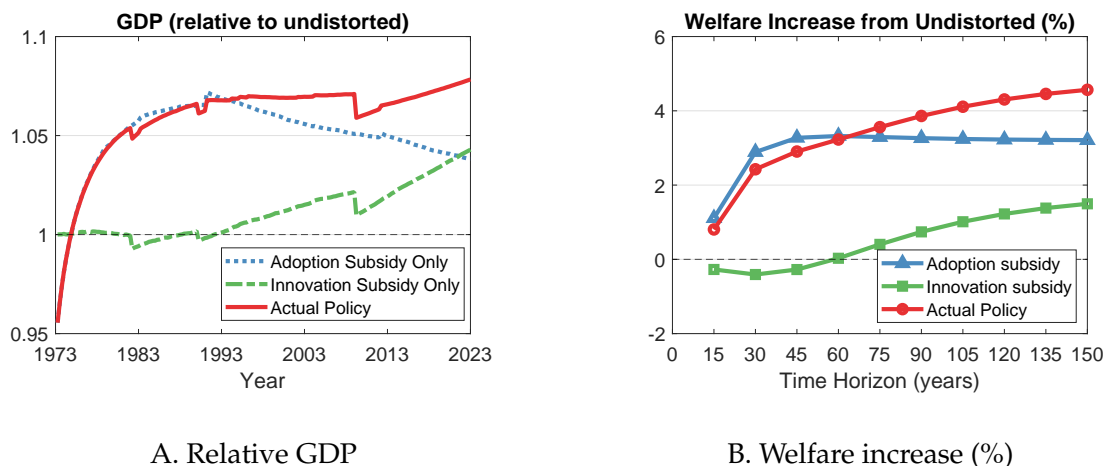 GDP (relative to undistorted)
1.1
1.05
1
0.95
Adoption Subsidy Only
Innovation Subsidy Only
Actual Policy
1973 1983 1993 2003 2013 2023
Year
A. Relative GDP
Welfare Increase from Undistorted (%)
6
4
2
0
-2
Adoption subsidy
Innovation subsidy
Actual Policy
0 15 30 45 60 75 90 105 120 135 150
Time Horizon (years)
B. Welfare increase (%)